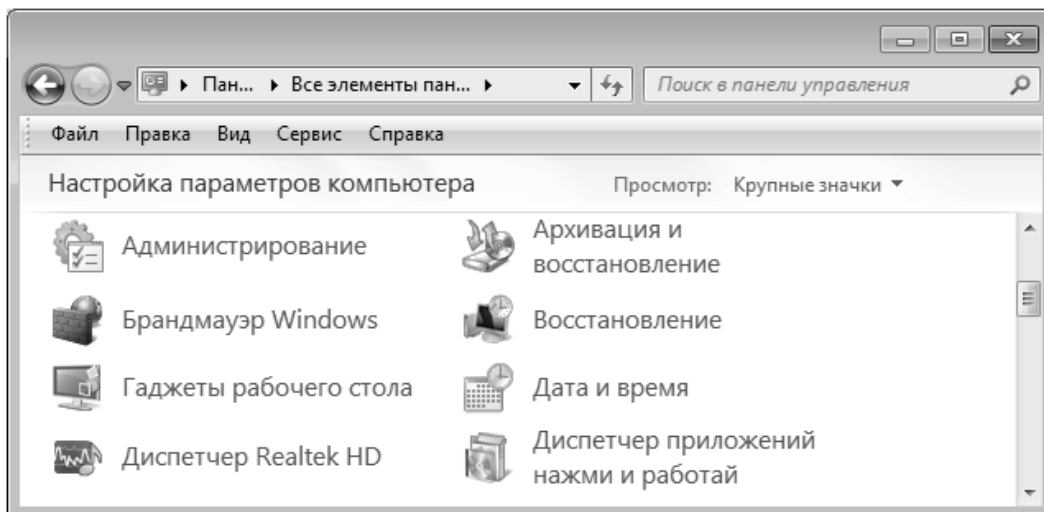 Пан... Все элементы пан... Поиск в панели управления
Файл Правка Вид Сервис Справка
Настройка параметров компьютера Просмотр: Крупные значки
Администрирование
Архивация и
восстановление
Брандмауэр Windows
Восстановление
Гаджеты рабочего стола
Дата и время
Диспетчер Realtek HD
Диспетчер приложений
нажми и работай